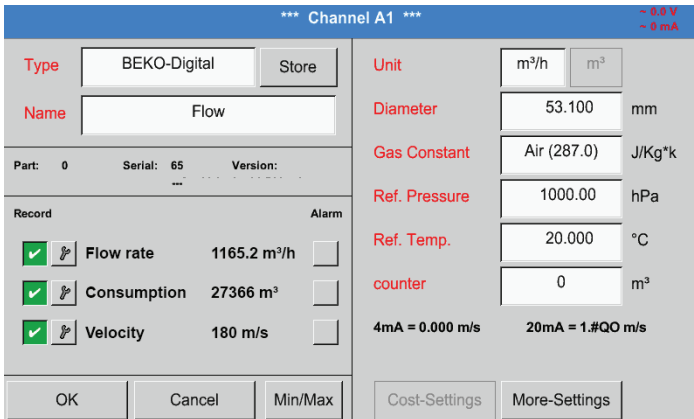 *** Channel A1 ***
~ 0.0 V
~ 0 mA
Type BEKO-Digital Store
Name Flow
Part: 0 Serial: 65 Version:
---
Record Alarm
Flow rate 1165.2 m³/h
Consumption 27366 m³
Velocity 180 m/s
OK Cancel Min/Max
Unit m³/h m³
Diameter 53.100 mm
Gas Constant Air (287.0) J/Kg*k
Ref. Pressure 1000.00 hPa
Ref. Temp. 20.000 °C
counter 0 m³
4mA = 0.000 m/s 20mA = 1.#QO m/s
Cost-Settings More-Settings